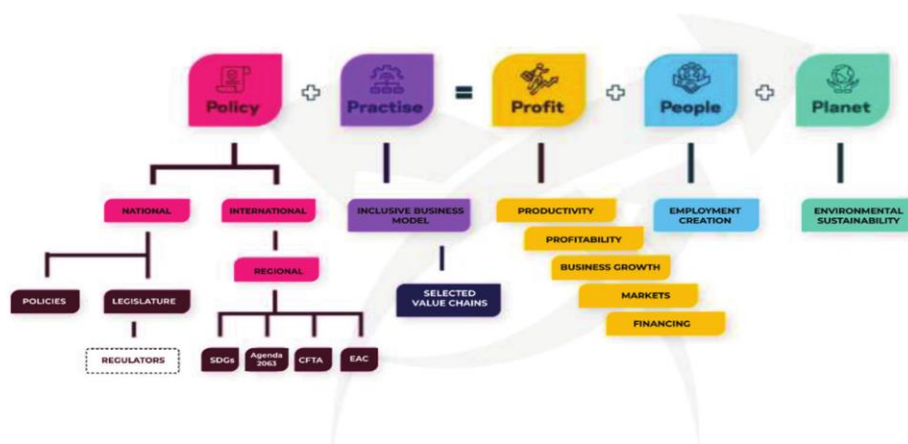 Policy
Practise
=
Profit
People
Planet
NATIONAL
INTERNATIONAL
INCLUSIVE BUSINESS
MODEL
PRODUCTIVITY
EMPLOYMENT
CREATION
ENVIRONMENTAL
SUSTAINABILITY
PROFITABILITY
REGIONAL
BUSINESS GROWTH
POLICIES
LEGISLATURE
SELECTED
VALUE CHAINS
MARKETS
FINANCING
REGULATORS
SDGs
Agenda
2063
CFTA
EAC